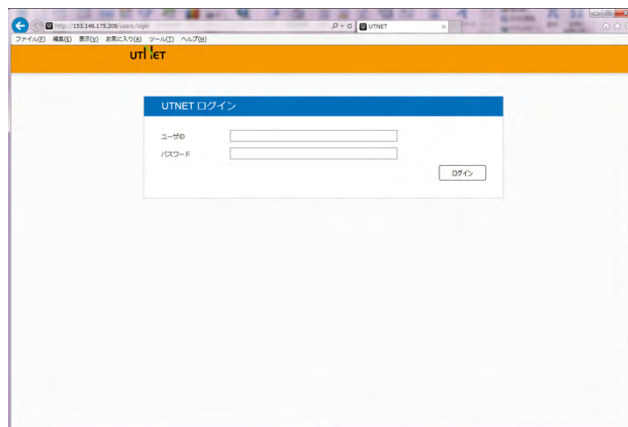 http://153.149.175.209/users/login
UTNET
ファイル(F) 編集(E) 表示(V) お気に入り(A) ツール(T) ヘルプ(H)
UTNET
UTNET ログイン
ユーザID
パスワード
ログイン